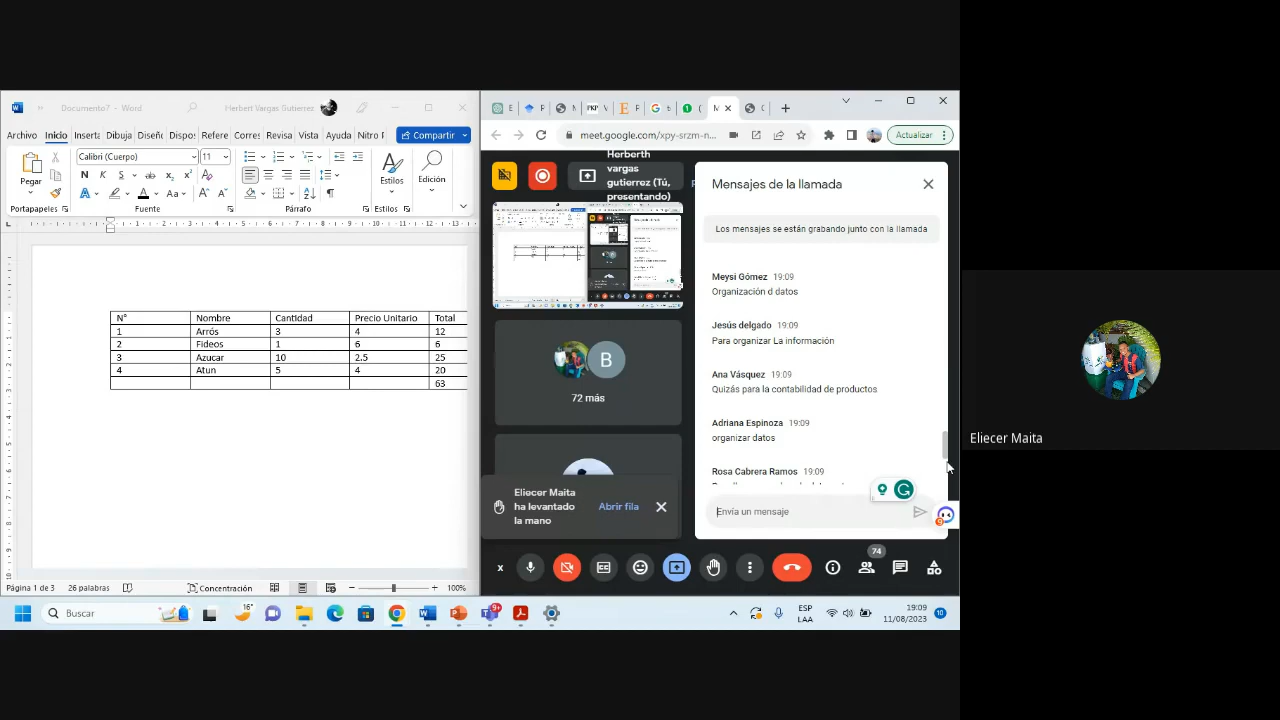 Documento7 - Word
Herbert Vargas Gutierrez
Archivo Inicio Inserta Dibuja Diseñ Dispos Refere Corres Revisa Vista Ayuda Nitro F Compartir
Calibri (Cuerpo) 11
Pegar
Estilos
Edición
Portapapeles
Fuente
Párrafo
Estilos
N° Nombre Cantidad Precio Unitario Total
1 Arrós 3 4 12
2 Fideos 1 6 6
3 Azucar 10 2.5 25
4 Atun 5 4 20
63
Página 1 de 3 26 palabras Concentración 100%
meet.google.com/xpy-srzm-n...
Actualizar
Herberth
vargas
gutierrez (Tú,
presentando)
72 más
B
Eliecer Maita
ha levantado
la mano
Abrir fila
Mensajes de la llamada
Los mensajes se están grabando junto con la llamada
Meysi Gómez 19:09
Organización d datos
Jesús delgado 19:09
Para organizar La información
Ana Vásquez 19:09
Quizás para la contabilidad de productos
Adriana Espinoza 19:09
organizar datos
Rosa Cabrera Ramos 19:09
Envía un mensaje
74
Buscar
16°
9+
ESP
LAA
19:09
11/08/2023
10
Eliecer Maita